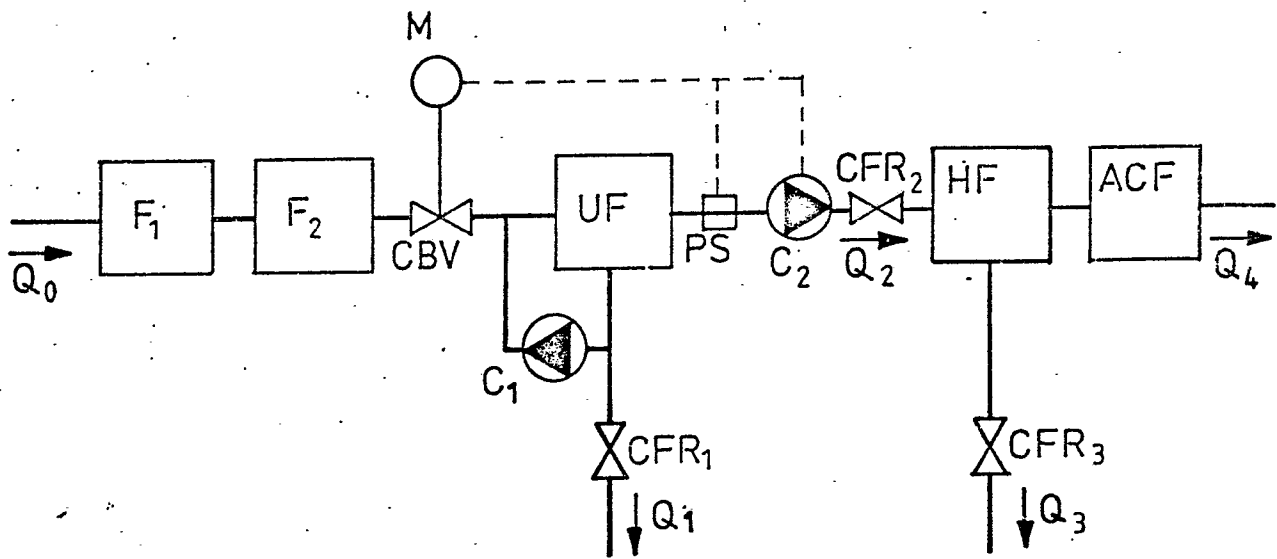 M
F₁
F₂
CBV
UF
PS
C₂
CFR₂
HF
ACF
Q₀
Q₂
Q₄
C₁
CFR₁
CFR₃
Q₁
Q₃